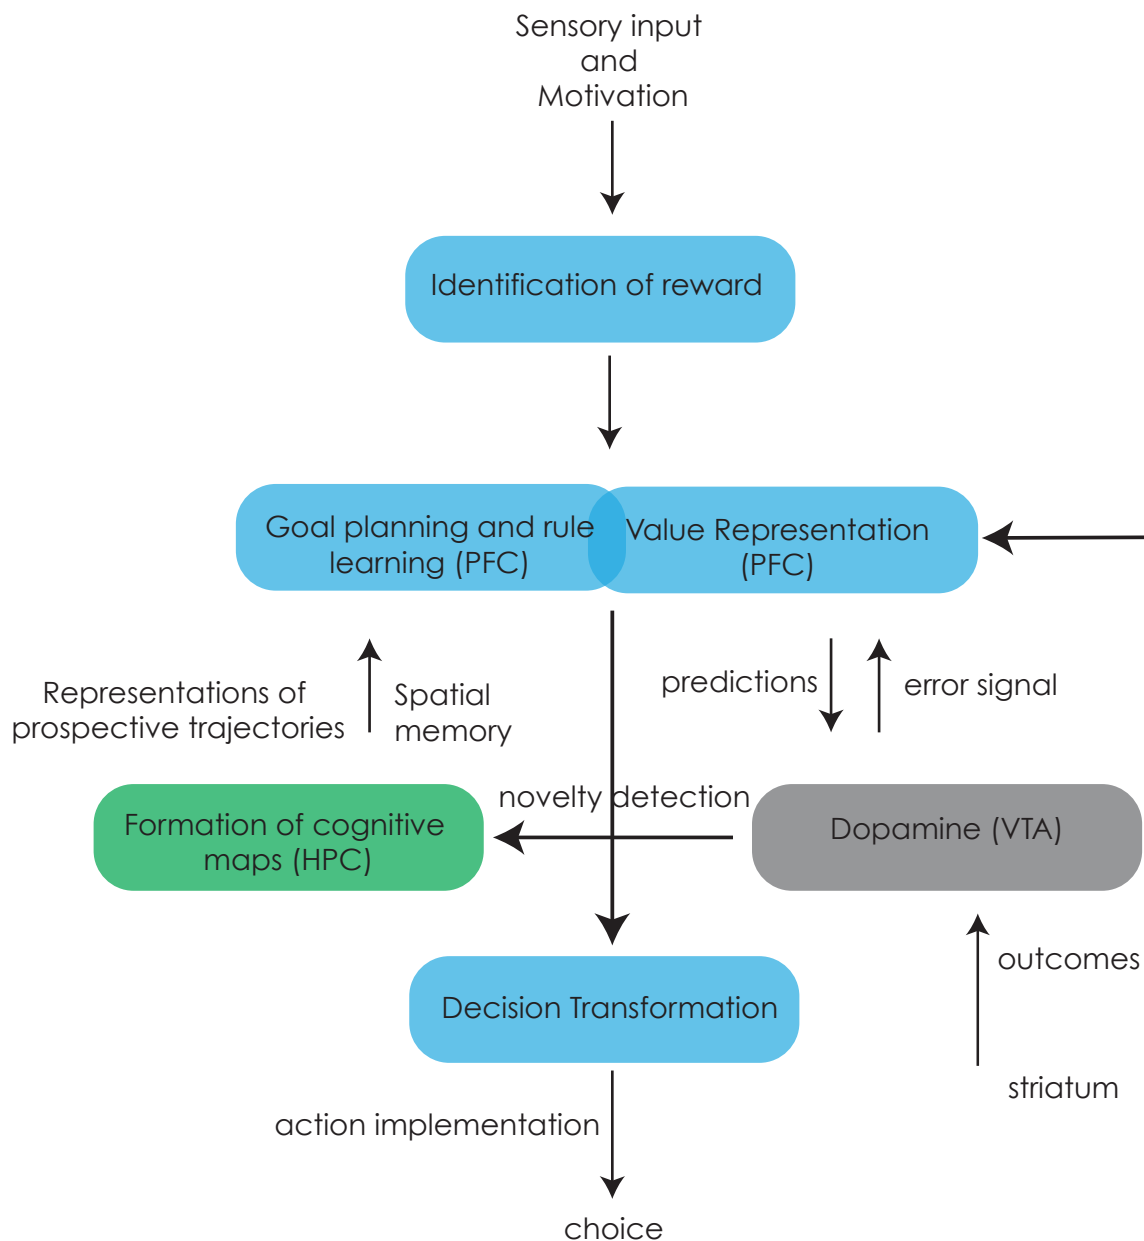 Sensory input
and
Motivation
Identification of reward
Goal planning and rule
learning (PFC)
Value Representation
(PFC)
Representations of
prospective trajectories
Spatial
memory
predictions
error signal
novelty detection
Formation of cognitive
maps (HPC)
Dopamine (VTA)
outcomes
Decision Transformation
striatum
action implementation
choice